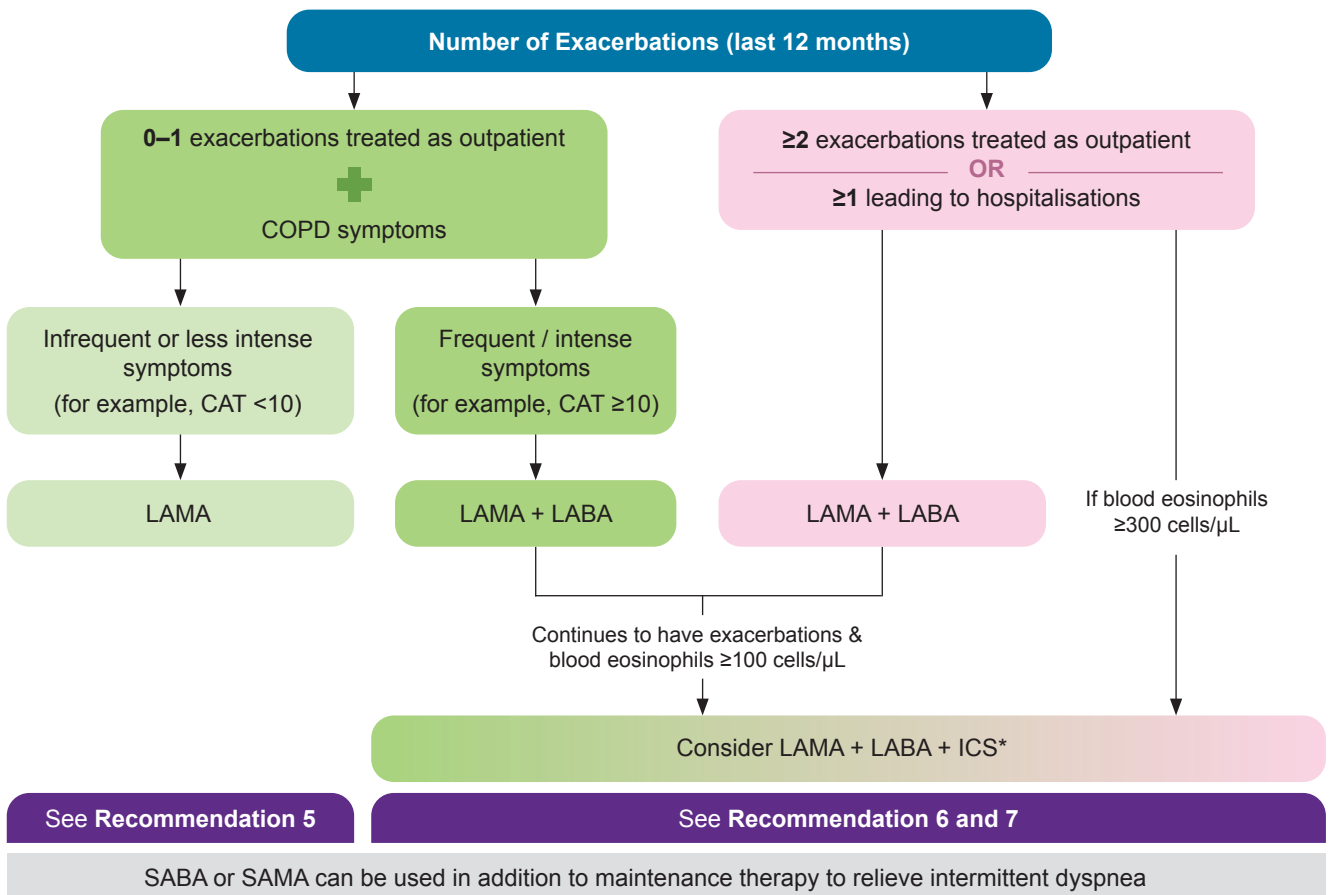 Number of Exacerbations (last 12 months)
0–1 exacerbations treated as outpatient
COPD symptoms
≥2 exacerbations treated as outpatient
OR
≥1 leading to hospitalisations
Infrequent or less intense
symptoms
(for example, CAT <10)
Frequent / intense
symptoms
(for example, CAT ≥10)
LAMA
LAMA + LABA
LAMA + LABA
If blood eosinophils
≥300 cells/µL
Continues to have exacerbations &
blood eosinophils ≥100 cells/µL
Consider LAMA + LABA + ICS*
See Recommendation 5
See Recommendation 6 and 7
SABA or SAMA can be used in addition to maintenance therapy to relieve intermittent dyspnea